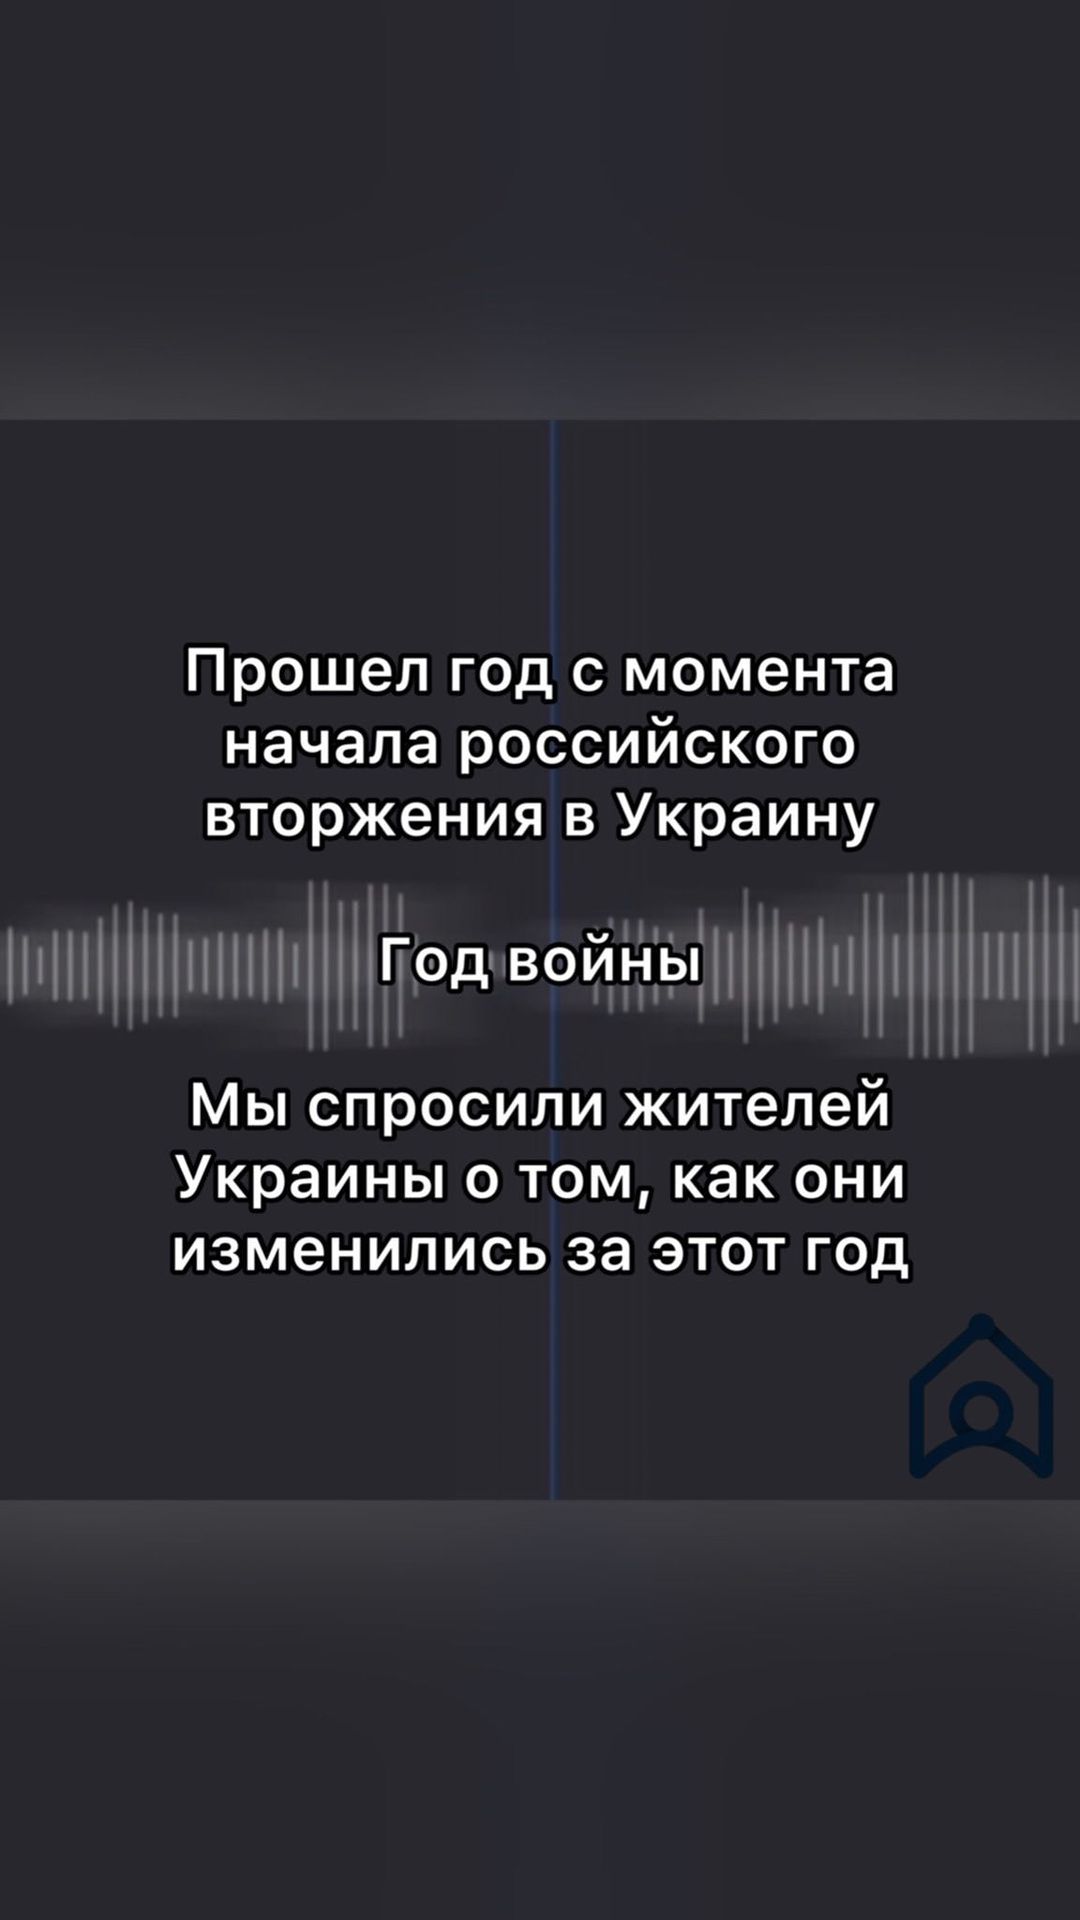 Прошел год с момента
начала российского
вторжения в Украину
Год войны
Мы спросили жителей
Украины о том, как они
изменились за этот год